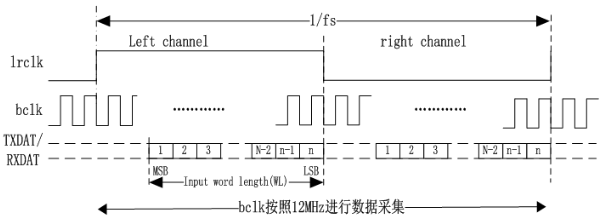 1/fs
Left channel
right channel
lrclk
bclk
TXDAT/
RXDAT
1 2 3 N-2 n-1 n 1 2 3 N-2 n-1 n
MSB LSB
Input word length(WL)
bclk按照12MHz进行数据采集